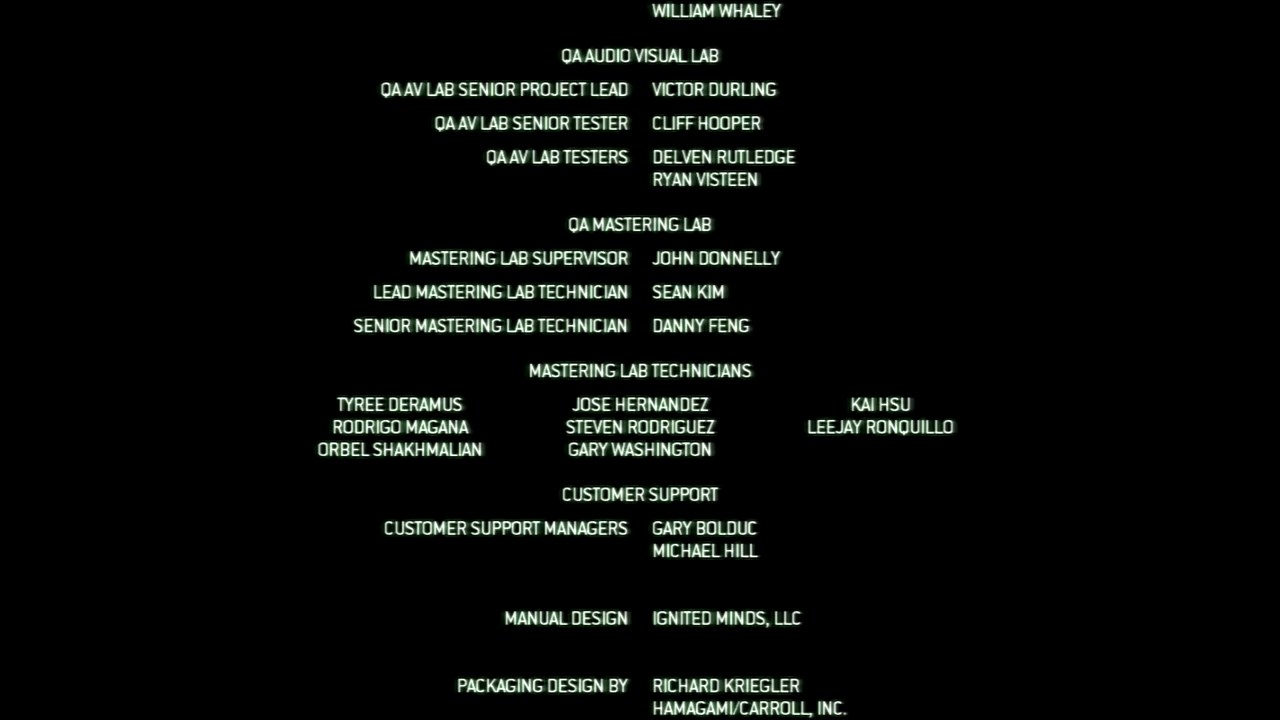 WILLIAM WHALEY
QA AUDIO VISUAL LAB
QA AV LAB SENIOR PROJECT LEAD VICTOR DURLING
QA AV LAB SENIOR TESTER CLIFF HOOPER
QA AV LAB TESTERS DELVEN RUTLEDGE
RYAN VISTEEN
QA MASTERING LAB
MASTERING LAB SUPERVISOR JOHN DONNELLY
LEAD MASTERING LAB TECHNICIAN SEAN KIM
SENIOR MASTERING LAB TECHNICIAN DANNY FENG
MASTERING LAB TECHNICIANS
TYREE DERAMUS JOSE HERNANDEZ KAI HSU
RODRIGO MAGANA STEVEN RODRIGUEZ LEEJAY RONQUILLO
ORBEL SHAKHMALIAN GARY WASHINGTON
CUSTOMER SUPPORT
CUSTOMER SUPPORT MANAGERS GARY BOLDUC
MICHAEL HILL
MANUAL DESIGN IGNITED MINDS, LLC
PACKAGING DESIGN BY RICHARD KRIEGLER
HAMAGAMI/CARROLL, INC.